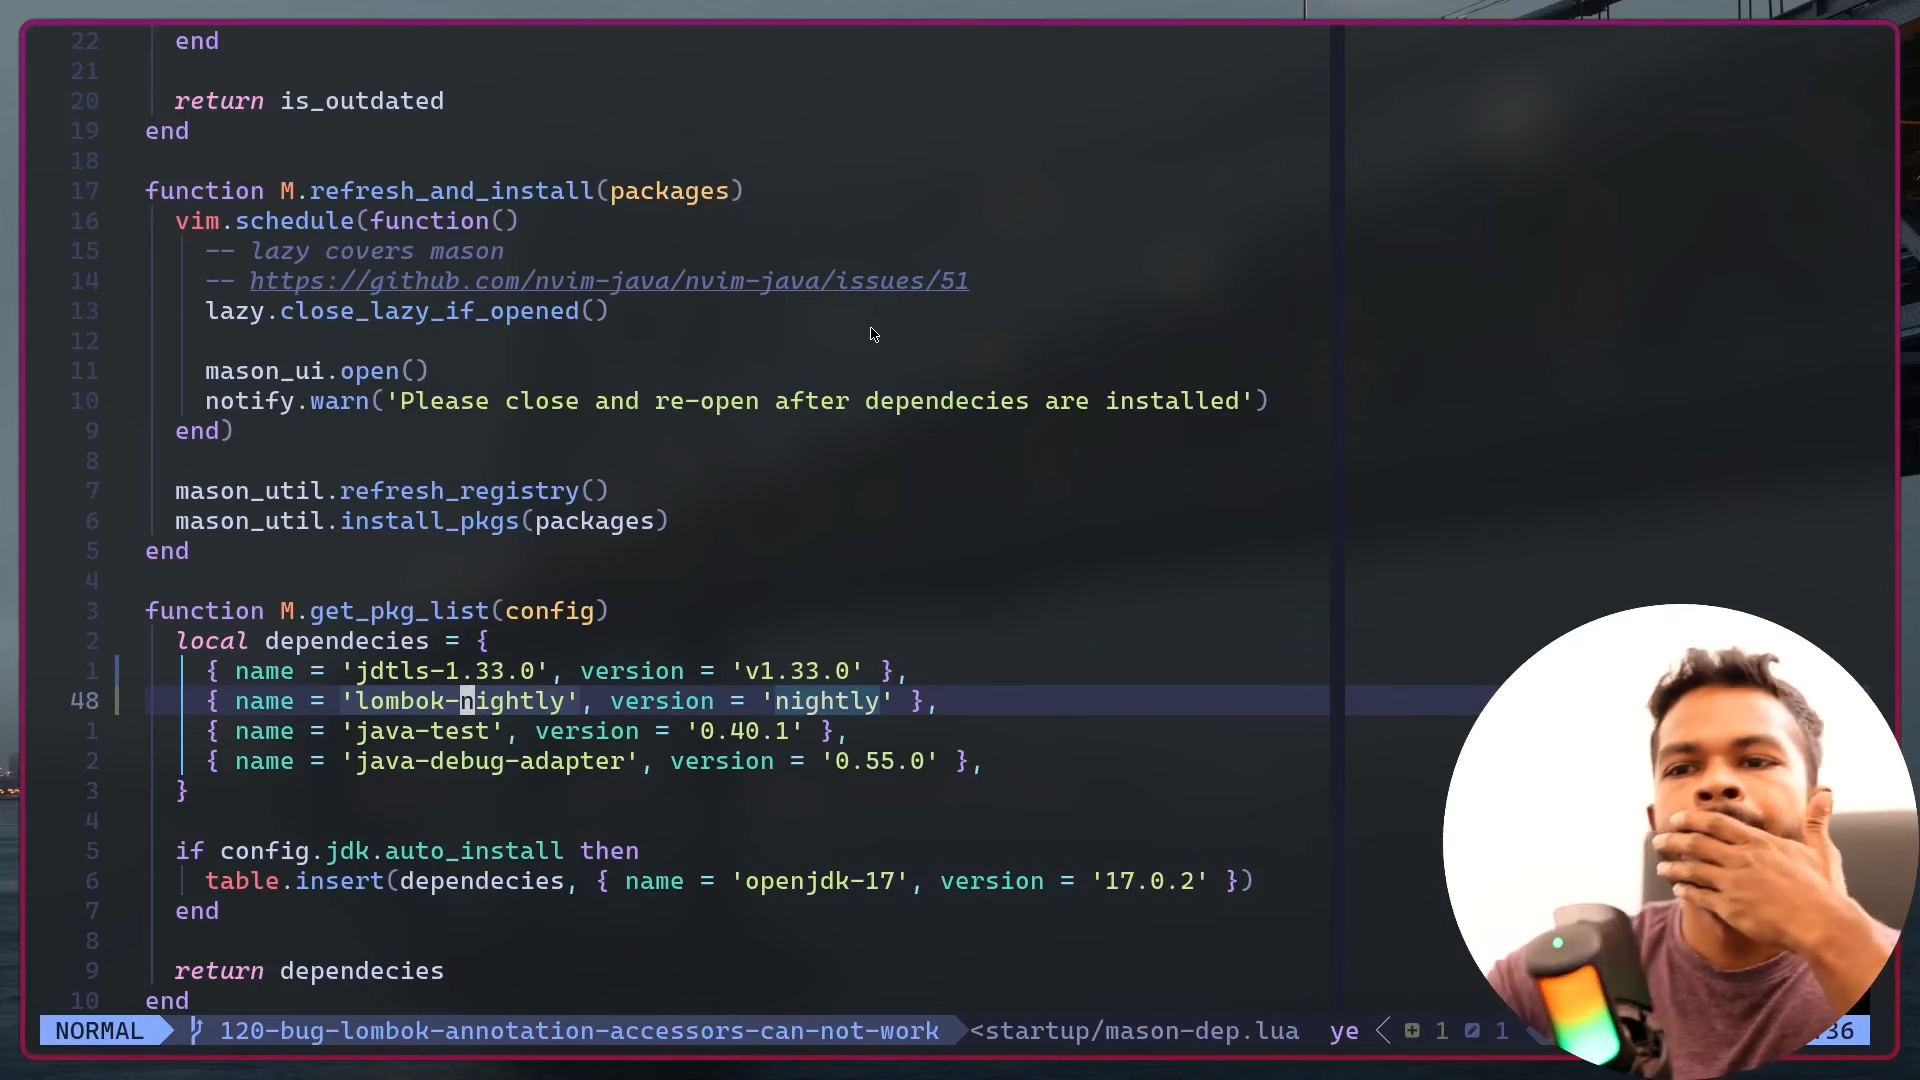 22 end
21
20 return is_outdated
19 end
18
17 function M.refresh_and_install(packages)
16 vim.schedule(function()
15 -- lazy covers mason
14 -- https://github.com/nvim-java/nvim-java/issues/51
13 lazy.close_lazy_if_opened()
12
11 mason_ui.open()
10 notify.warn('Please close and re-open after dependecies are installed')
9 end)
8
7 mason_util.refresh_registry()
6 mason_util.install_pkgs(packages)
5 end
4
3 function M.get_pkg_list(config)
2 local dependecies = {
1 { name = 'jdtls-1.33.0', version = 'v1.33.0' },
48 { name = 'lombok-nightly', version = 'nightly' },
1 { name = 'java-test', version = '0.40.1' },
2 { name = 'java-debug-adapter', version = '0.55.0' },
3 }
4
5 if config.jdk.auto_install then
6 table.insert(dependecies, { name = 'openjdk-17', version = '17.0.2' })
7 end
8
9 return dependecies
10 end
NORMAL 120-bug-lombok-annotation-accessors-can-not-work <startup/mason-dep.lua ye 1 1 36